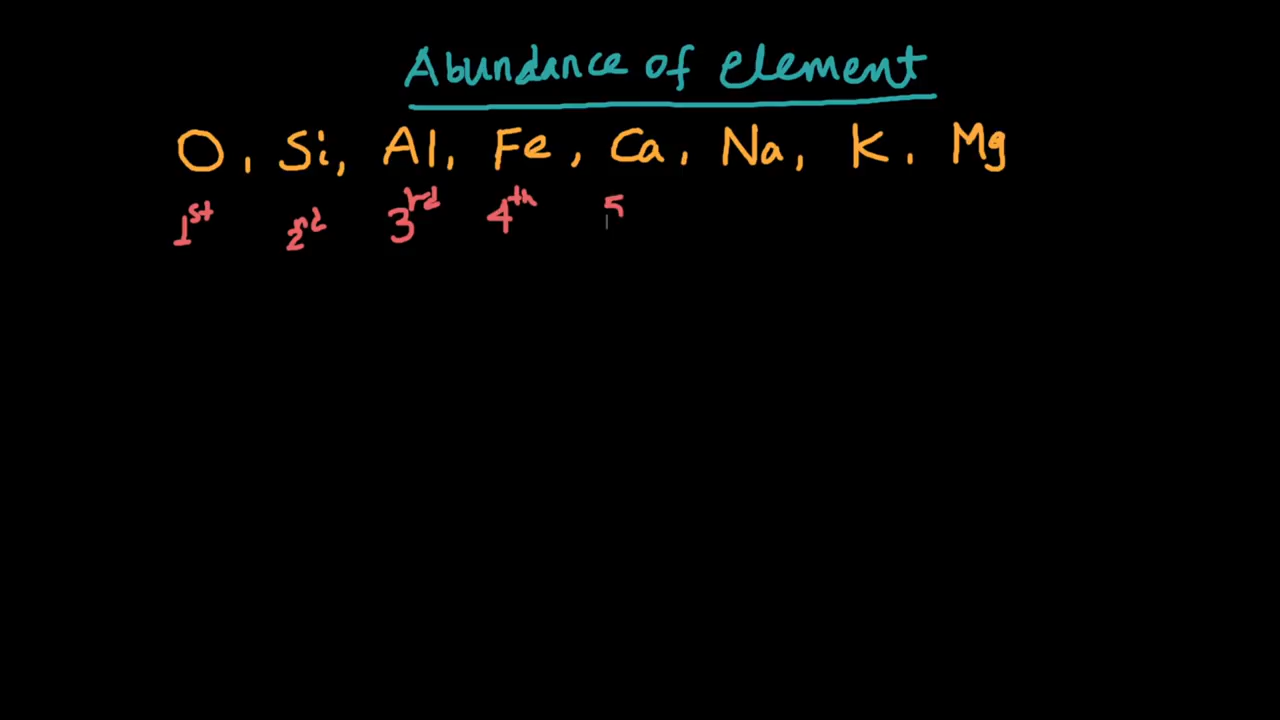 Abundance of element
O, Si, Al, Fe, Ca, Na, K, Mg
1st 2nd 3rd 4th 5